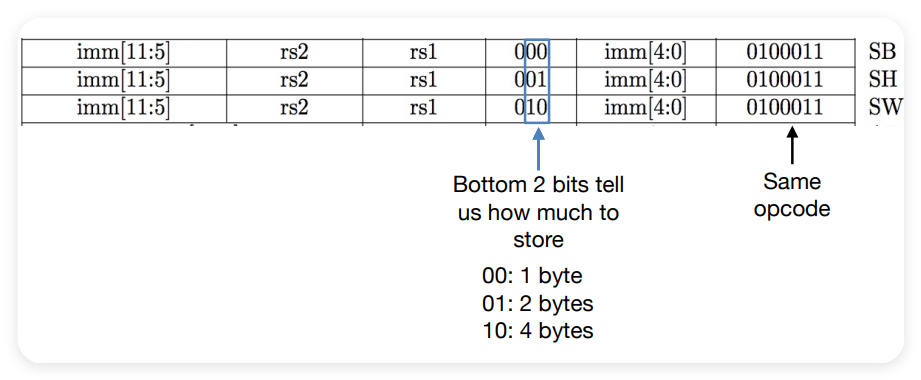 imm[11:5] rs2 rs1 000 imm[4:0] 0100011 SB
imm[11:5] rs2 rs1 001 imm[4:0] 0100011 SH
imm[11:5] rs2 rs1 010 imm[4:0] 0100011 SW
Bottom 2 bits tell
us how much to
store
00: 1 byte
01: 2 bytes
10: 4 bytes
Same
opcode